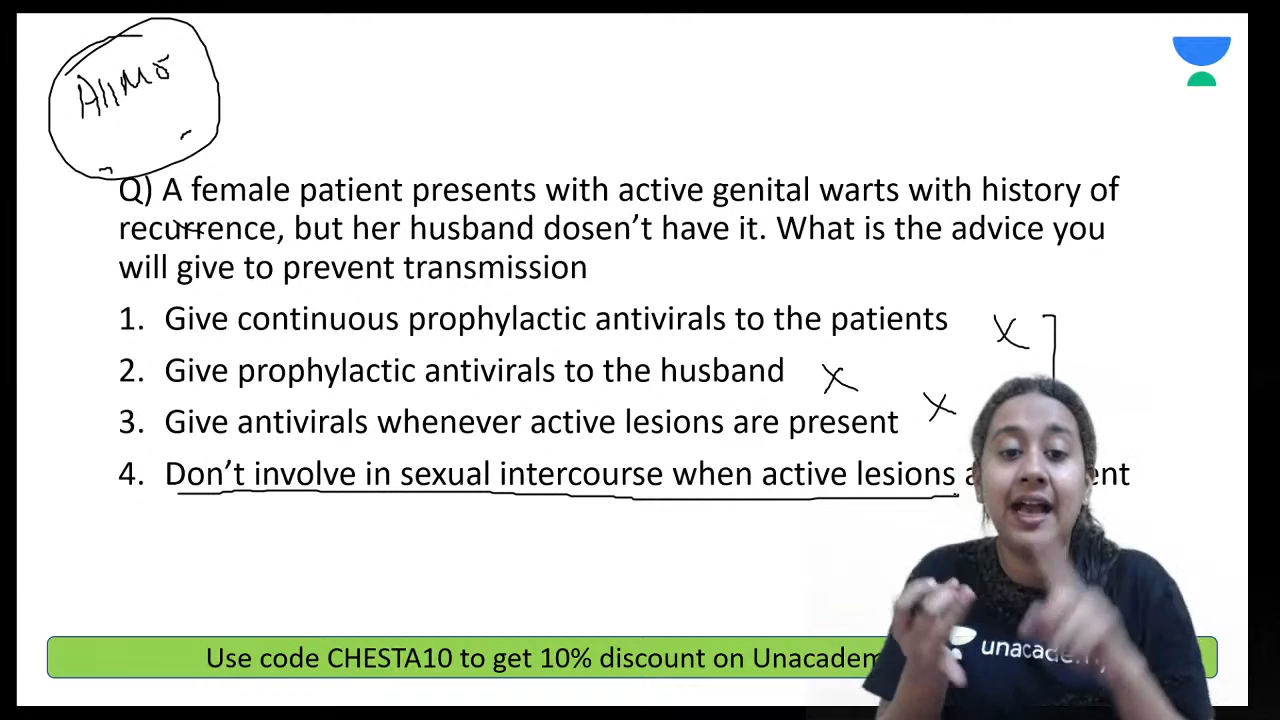 Q) A female patient presents with active genital warts with history of
recurrence, but her husband dosen't have it. What is the advice you
will give to prevent transmission
1. Give continuous prophylactic antivirals to the patients
2. Give prophylactic antivirals to the husband
3. Give antivirals whenever active lesions are present
4. Don't involve in sexual intercourse when active lesions
Use code CHESTA10 to get 10% discount on
unacademy